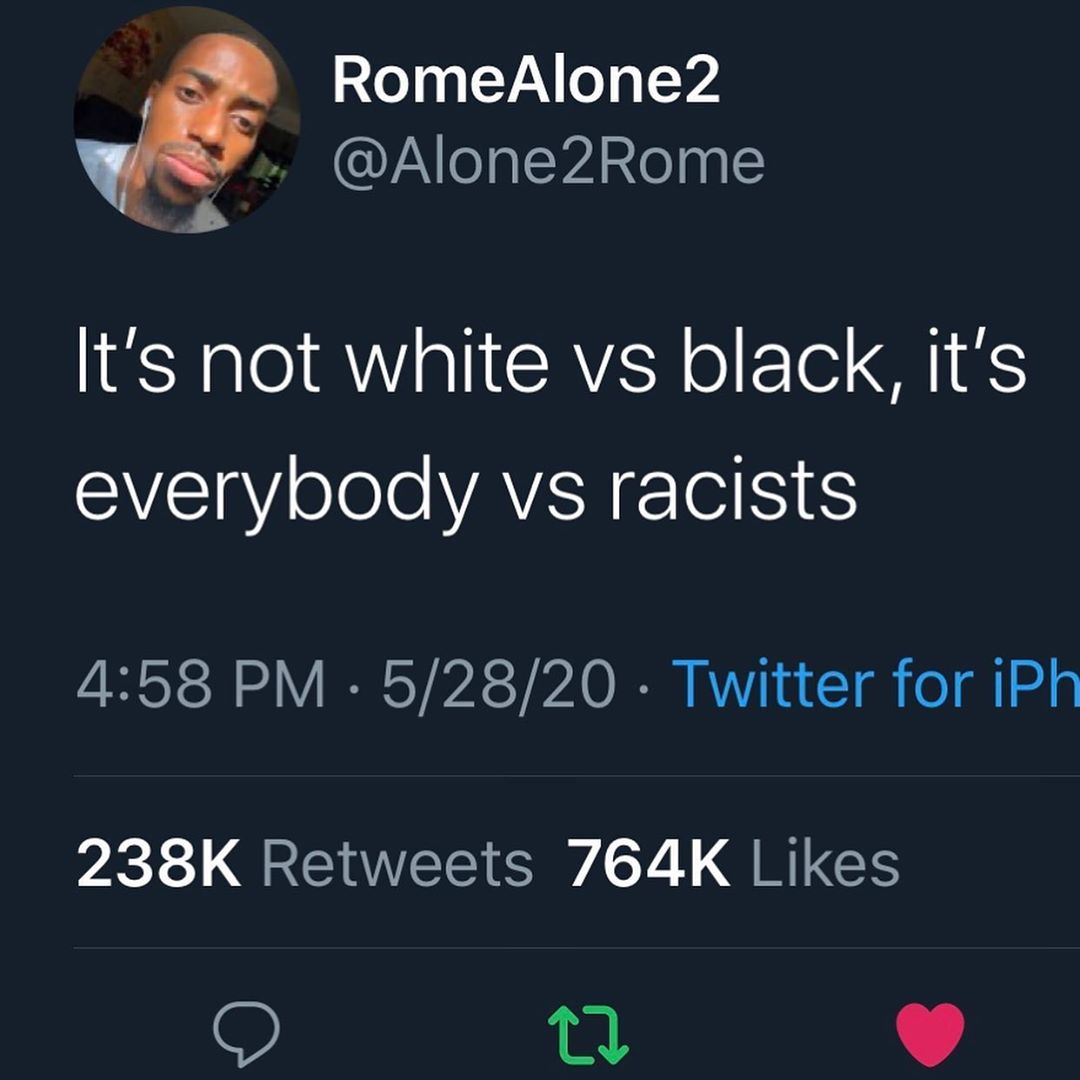 RomeAlone2
@Alone2Rome
It’s not white vs black, it’s
everybody vs racists
4:58 PM · 5/28/20 · Twitter for iPh
238K Retweets 764K Likes